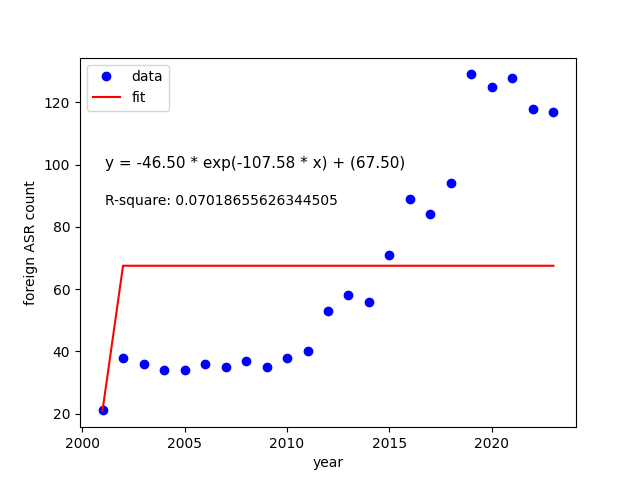 data
fit
y = -46.50 * exp(-107.58 * x) + (67.50)
R-square: 0.07018655626344505
120
100
80
60
40
20
foreign ASR count
2000 2005 2010 2015 2020
year